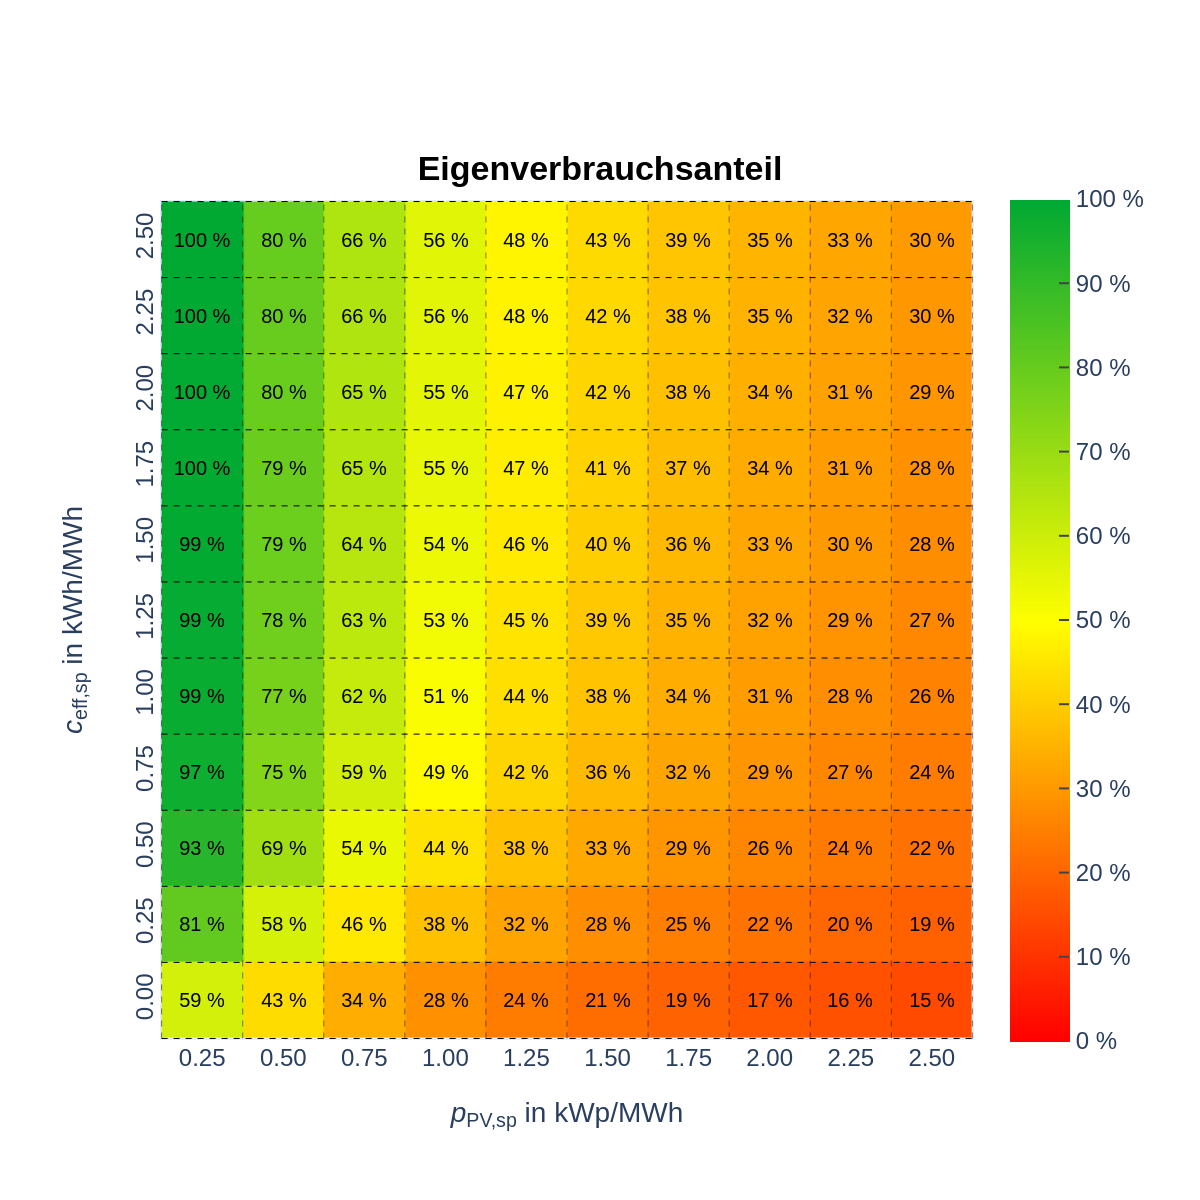 Eigenverbrauchsanteil
2.50 100 % 80 % 66 % 56 % 48 % 43 % 39 % 35 % 33 % 30 %
2.25 100 % 80 % 66 % 56 % 48 % 42 % 38 % 35 % 32 % 30 %
2.00 100 % 80 % 65 % 55 % 47 % 42 % 38 % 34 % 31 % 29 %
1.75 100 % 79 % 65 % 55 % 47 % 41 % 37 % 34 % 31 % 28 %
1.50 99 % 79 % 64 % 54 % 46 % 40 % 36 % 33 % 30 % 28 %
1.25 99 % 78 % 63 % 53 % 45 % 39 % 35 % 32 % 29 % 27 %
1.00 99 % 77 % 62 % 51 % 44 % 38 % 34 % 31 % 28 % 26 %
0.75 97 % 75 % 59 % 49 % 42 % 36 % 32 % 29 % 27 % 24 %
0.50 93 % 69 % 54 % 44 % 38 % 33 % 29 % 26 % 24 % 22 %
0.25 81 % 58 % 46 % 38 % 32 % 28 % 25 % 22 % 20 % 19 %
0.00 59 % 43 % 34 % 28 % 24 % 21 % 19 % 17 % 16 % 15 %
0.25 0.50 0.75 1.00 1.25 1.50 1.75 2.00 2.25 2.50
pPV,sp in kWp/MWh
ceff,sp in kWh/MWh
100 %
90 %
80 %
70 %
60 %
50 %
40 %
30 %
20 %
10 %
0 %